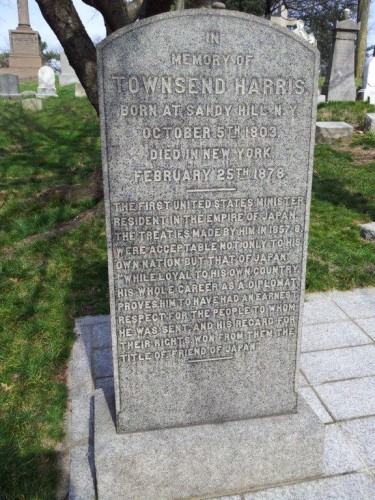 IN
MEMORY OF
TOWNSEND HARRIS
BORN AT SANDY HILL N.Y.
OCTOBER 5TH 1803.
DIED IN NEW YORK
FEBRUARY 25TH 1878.
THE FIRST UNITED STATES MINISTER
RESIDENT IN THE EMPIRE OF JAPAN.
THE TREATIES MADE BY HIM IN 1857,8
WERE ACCEPTABLE NOT ONLY TO HIS
OWN NATION BUT THAT OF JAPAN
WHILE LOYAL TO HIS OWN COUNTRY
HIS WHOLE CAREER AS A DIPLOMAT
PROVES HIM TO HAVE HAD AN EARNEST
RESPECT FOR THE PEOPLE TO WHOM
HE WAS SENT, AND HIS REGARD FOR
THEIR RIGHTS WON FROM THEM THE
TITLE OF "FRIEND OF JAPAN"